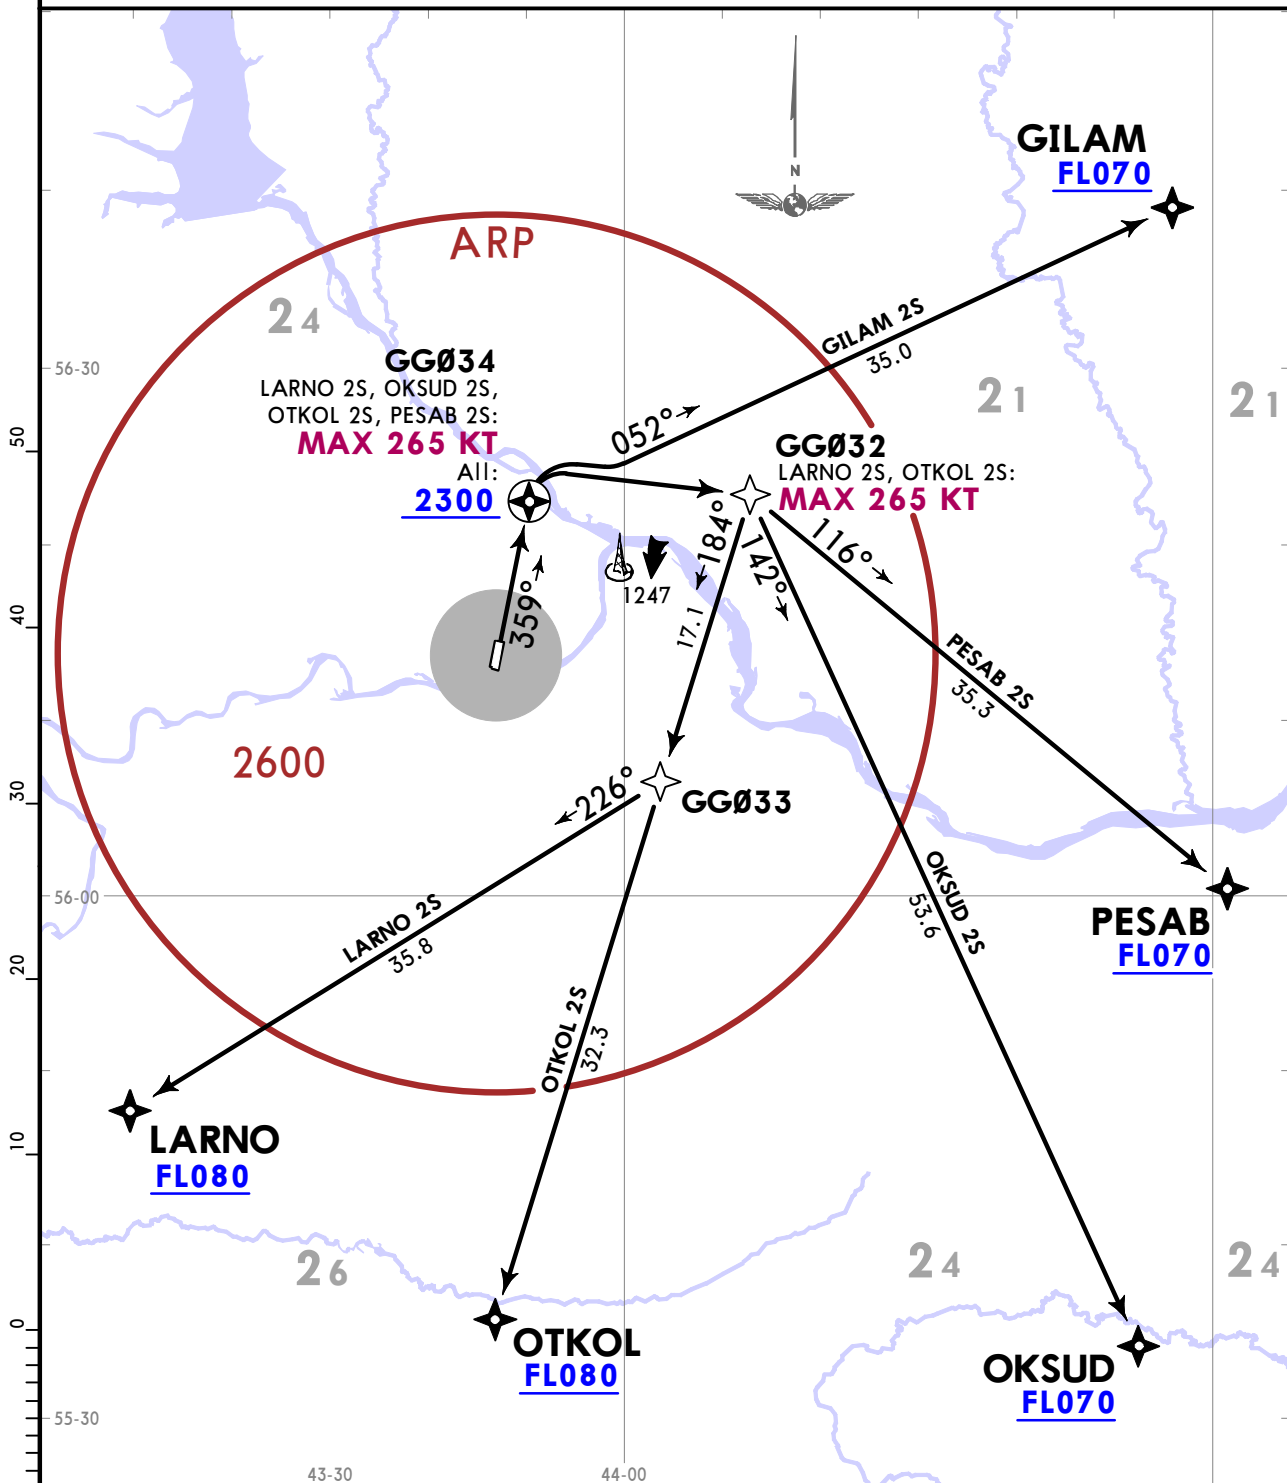 N
GILAM
FL070
ARP
24
GGØ34
LARNO 2S, OKSUD 2S,
OTKOL 2S, PESAB 2S:
MAX 265 KT
All:
2300
56-30
GILAM 2S
35.0
052°
21
21
GGØ32
LARNO 2S, OTKOL 2S:
MAX 265 KT
50
184°
142°
116°
1247
359°
17.1
40
PESAB 2S
35.3
2600
226°
GGØ33
30
OKSUD 2S
53.6
56-00
LARNO 2S
35.8
PESAB
FL070
20
OTKOL 2S
32.3
LARNO
FL080
10
26
24
24
0
OTKOL
FL080
OKSUD
FL070
55-30
43-30
44-00